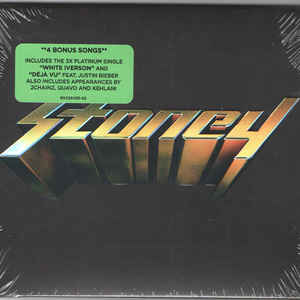 **4 BONUS SONGS**
INCLUDES THE 3X PLATINUM SINGLE
"WHITE IVERSON" AND
"DÉJÀ VU" FEAT. JUSTIN BIEBER
ALSO INCLUDES APPEARANCES BY
2CHAINZ, QUAVO AND KEHLANI
Stoney